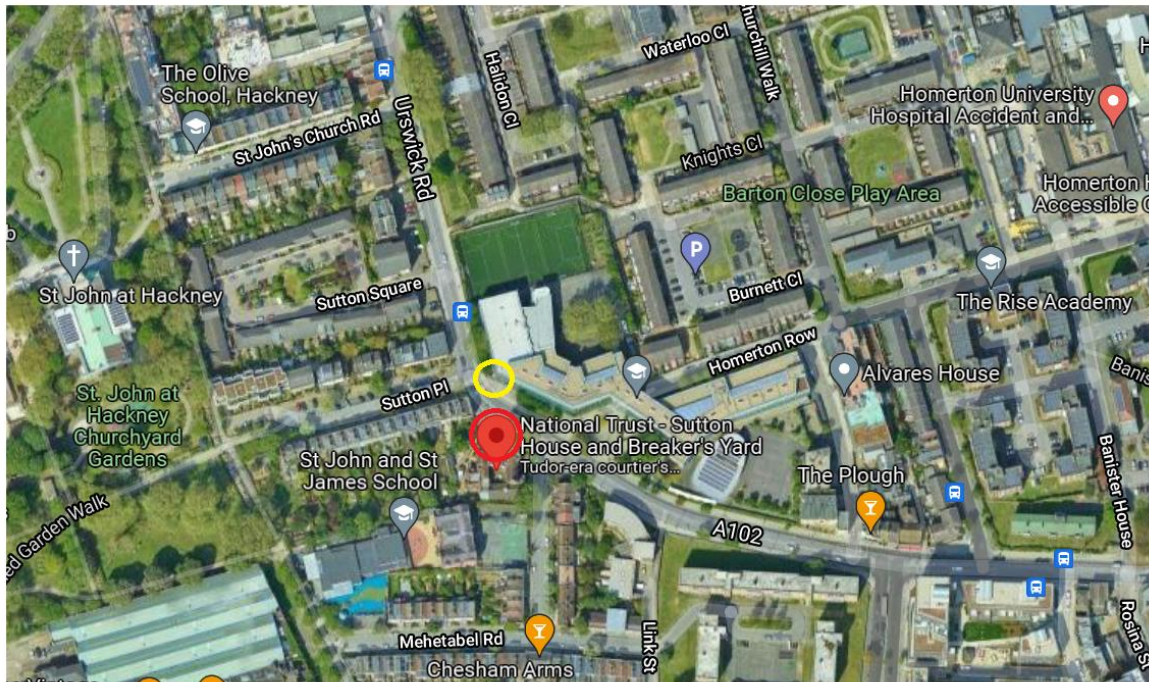 The Olive
School, Hackney
St John's Church Rd
Urswick Rd
Halidon Cl
Waterloo Cl
Churchill Walk
Homerton University
Hospital Accident and...
Knights Cl
Barton Close Play Area
Homerton
Accessible
St John at Hackney
Sutton Square
P
Burnett Cl
The Rise Academy
Homerton Row
Alvares House
Sutton Pl
St. John at
Hackney
Churchyard
Gardens
National Trust - Sutton
House and Breaker's Yard
Tudor-era courtier's...
St John and St
James School
The Plough
Banister House
A102
Garden Walk
Mehetabel Rd
Chesham Arms
Link St
Rosina St